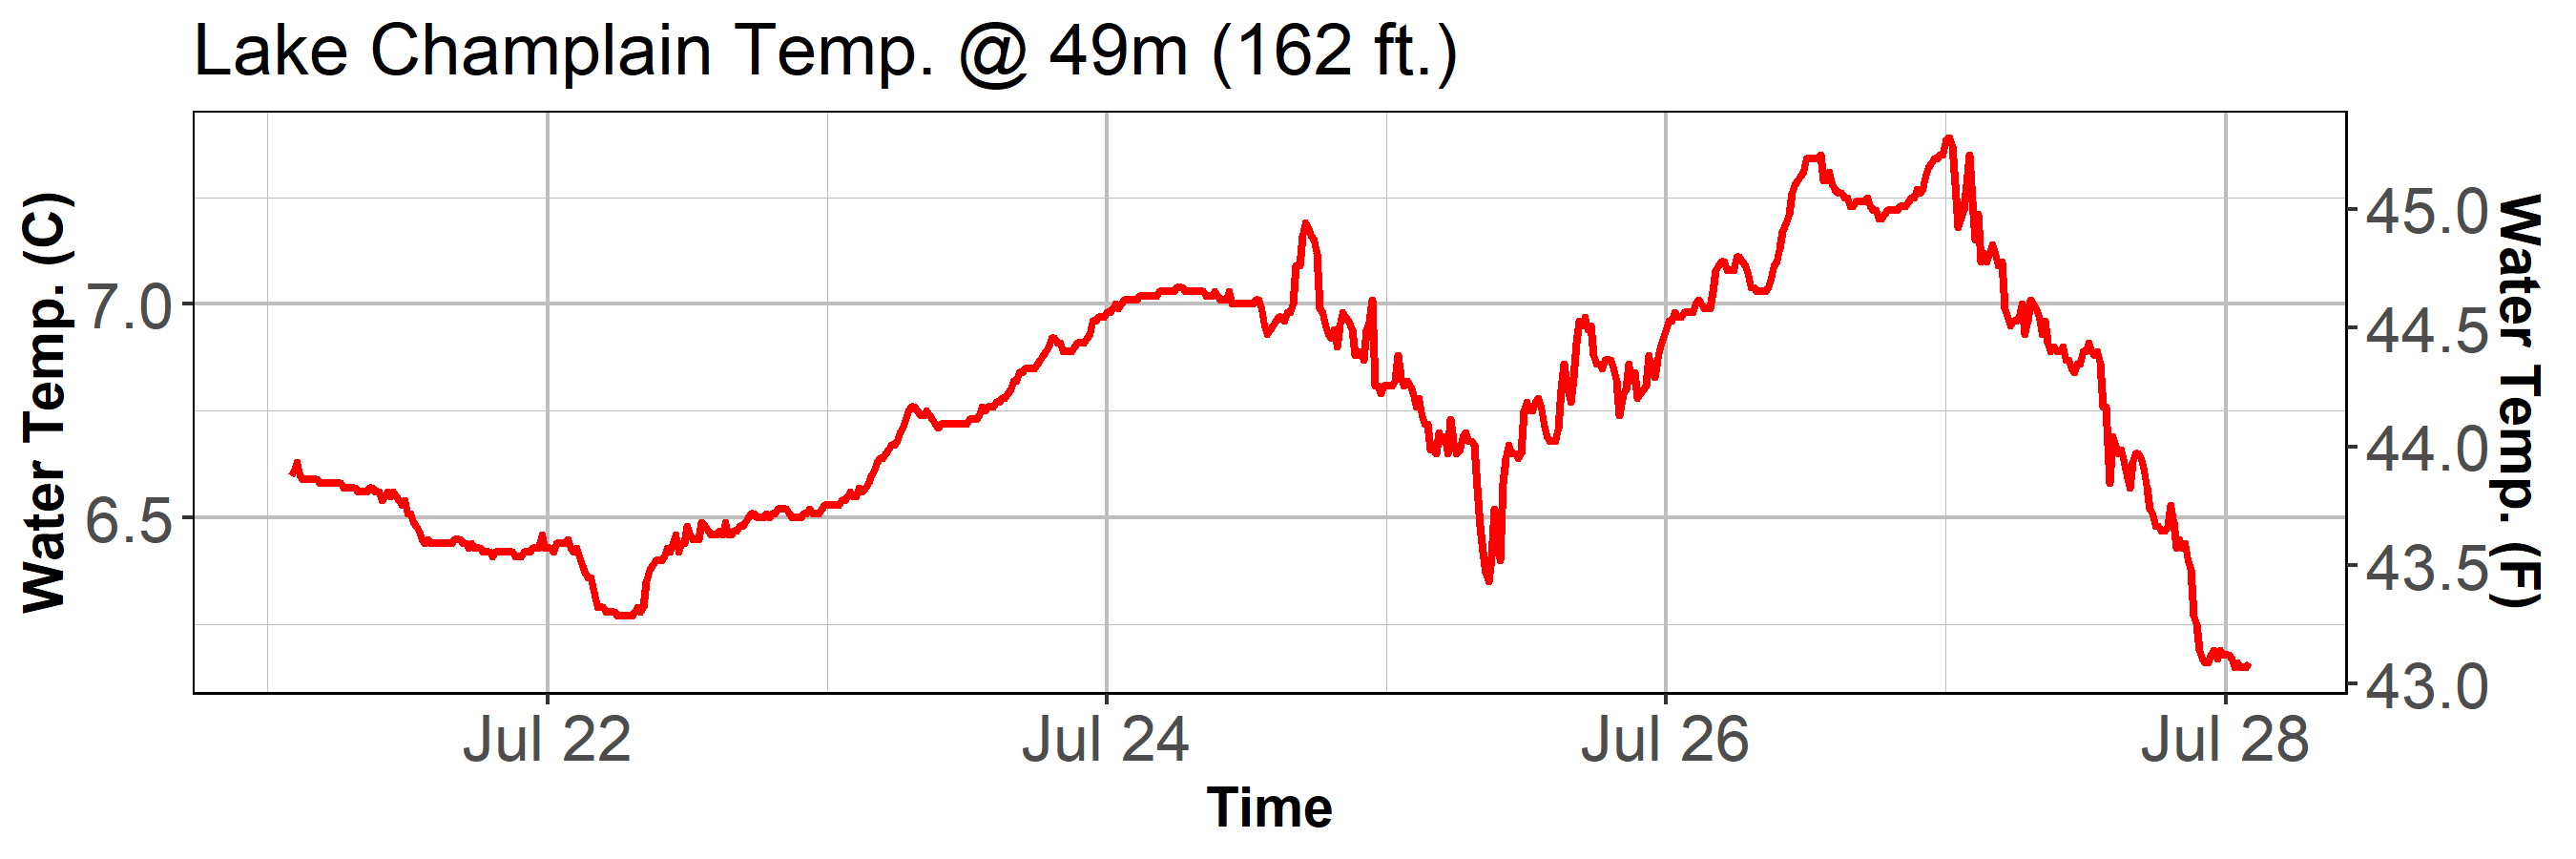 Lake Champlain Temp. @ 49m (162 ft.)
Water Temp. (C)
7.0
6.5
45.0
44.5
44.0
43.5
43.0
Water Temp. (F)
Jul 22
Jul 24
Jul 26
Jul 28
Time